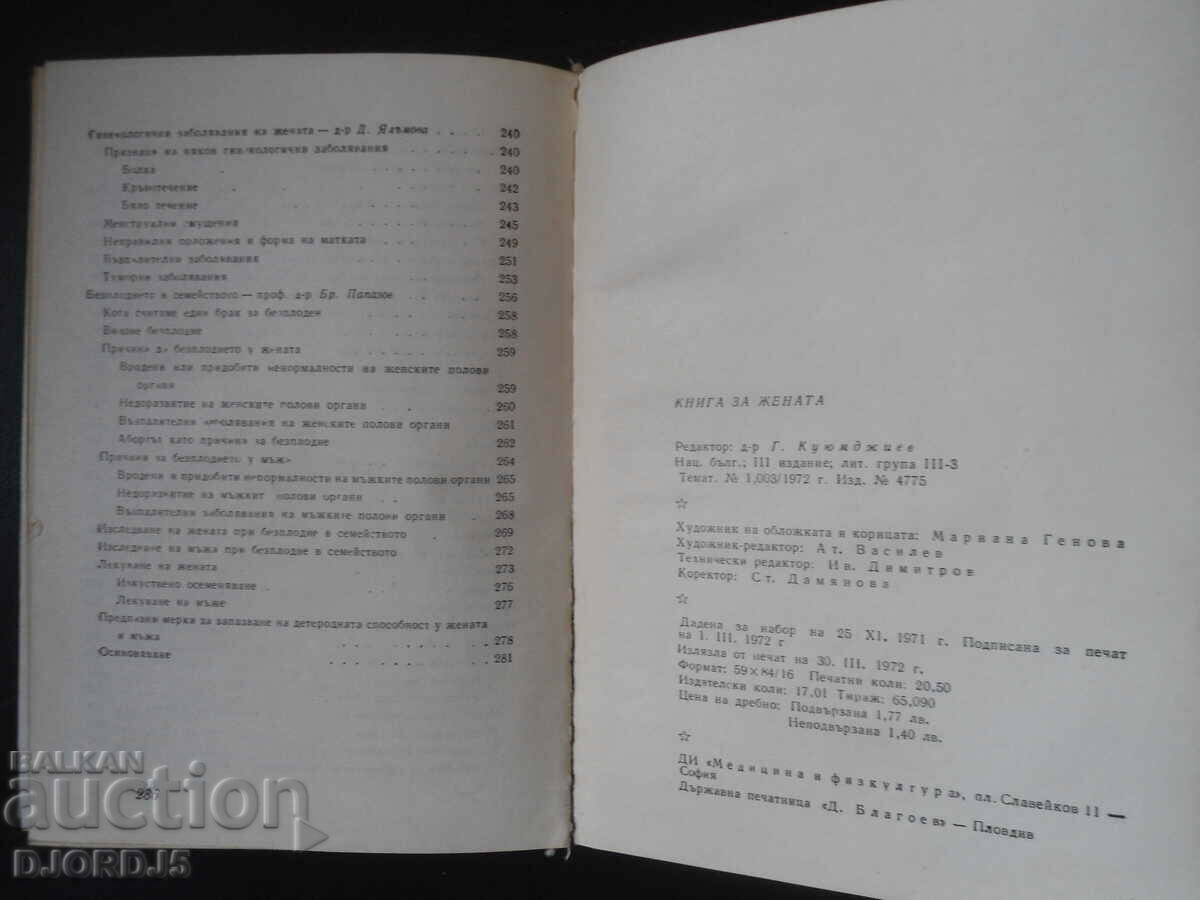 Гинекологични заболявания на жената — д-р Д. Ялъмова . . . . 240
Признаци на някои гинекологични заболявания . . . . 240
Болка . . . . 240
Кръвотечение . . . . 242
Бяло течение . . . . 243
Менструални смущения . . . . 245
Неправилни положения и форма на матката . . . . 249
Възпалителни заболявания . . . . 251
Туморни заболявания . . . . 253
Безплодието в семейството — проф. д-р Бр. Папазов . . . . 256
Кога считаме един брак за безплоден . . . . 258
Видове безплодие . . . . 258
Причини за безплодието у жената . . . . 259
Вродени или придобити ненормалности на женските полови
органи . . . . 259
Недоразвитие на женските полови органи . . . . 260
Възпалителни заболявания на женските полови органи . . . . 261
Абортът като причина за безплодие . . . . 262
Причини за безплодието у мъжа . . . . 264
Вродени и придобити ненормалности на мъжките полови органи 265
Недоразвитие на мъжките полови органи . . . . 265
Възпалителни заболявания на мъжките полови органи . . . . 268
Изследване на жената при безплодие в семейството . . . . 269
Изследване на мъжа при безплодие в семейството . . . . 272
Лекуване на жената . . . . 273
Изкуствено осеменяване . . . . 276
Лекуване на мъже . . . . 277
Предпазни мерки за запазване на детеродната способност у жената
и мъжа . . . . 278
Осиновяване . . . . 281
286
КНИГА ЗА ЖЕНАТА
Редактор: д-р Г. Куюмджиев
Нац. бълг.; III издание; лит. група III-3
Темат. № 1,003/1972 г. Изд. № 4775
☆
Художник на обложката и корицата: Мариана Генова
Художник-редактор: Ат. Василев
Технически редактор: Ив. Димитров
Коректор: Ст. Дамянова
☆
Дадена за набор на 25 XI. 1971 г. Подписана за печат
на 1. III. 1972 г
Излязла от печат на 30. III. 1972 г.
Формат: 59×84/16 Печатни коли: 20,50
Издателски коли: 17,01 Тираж: 65,090
Цена на дребно: Подвързана 1,77 лв.
Неподвързана 1,40 лв.
☆
ДИ «Медицина и физкултура», пл. Славейков 11 —
София
Държавна печатница «Д. Благоев» — Пловдив
BALKAN
auction
DJORDJ5